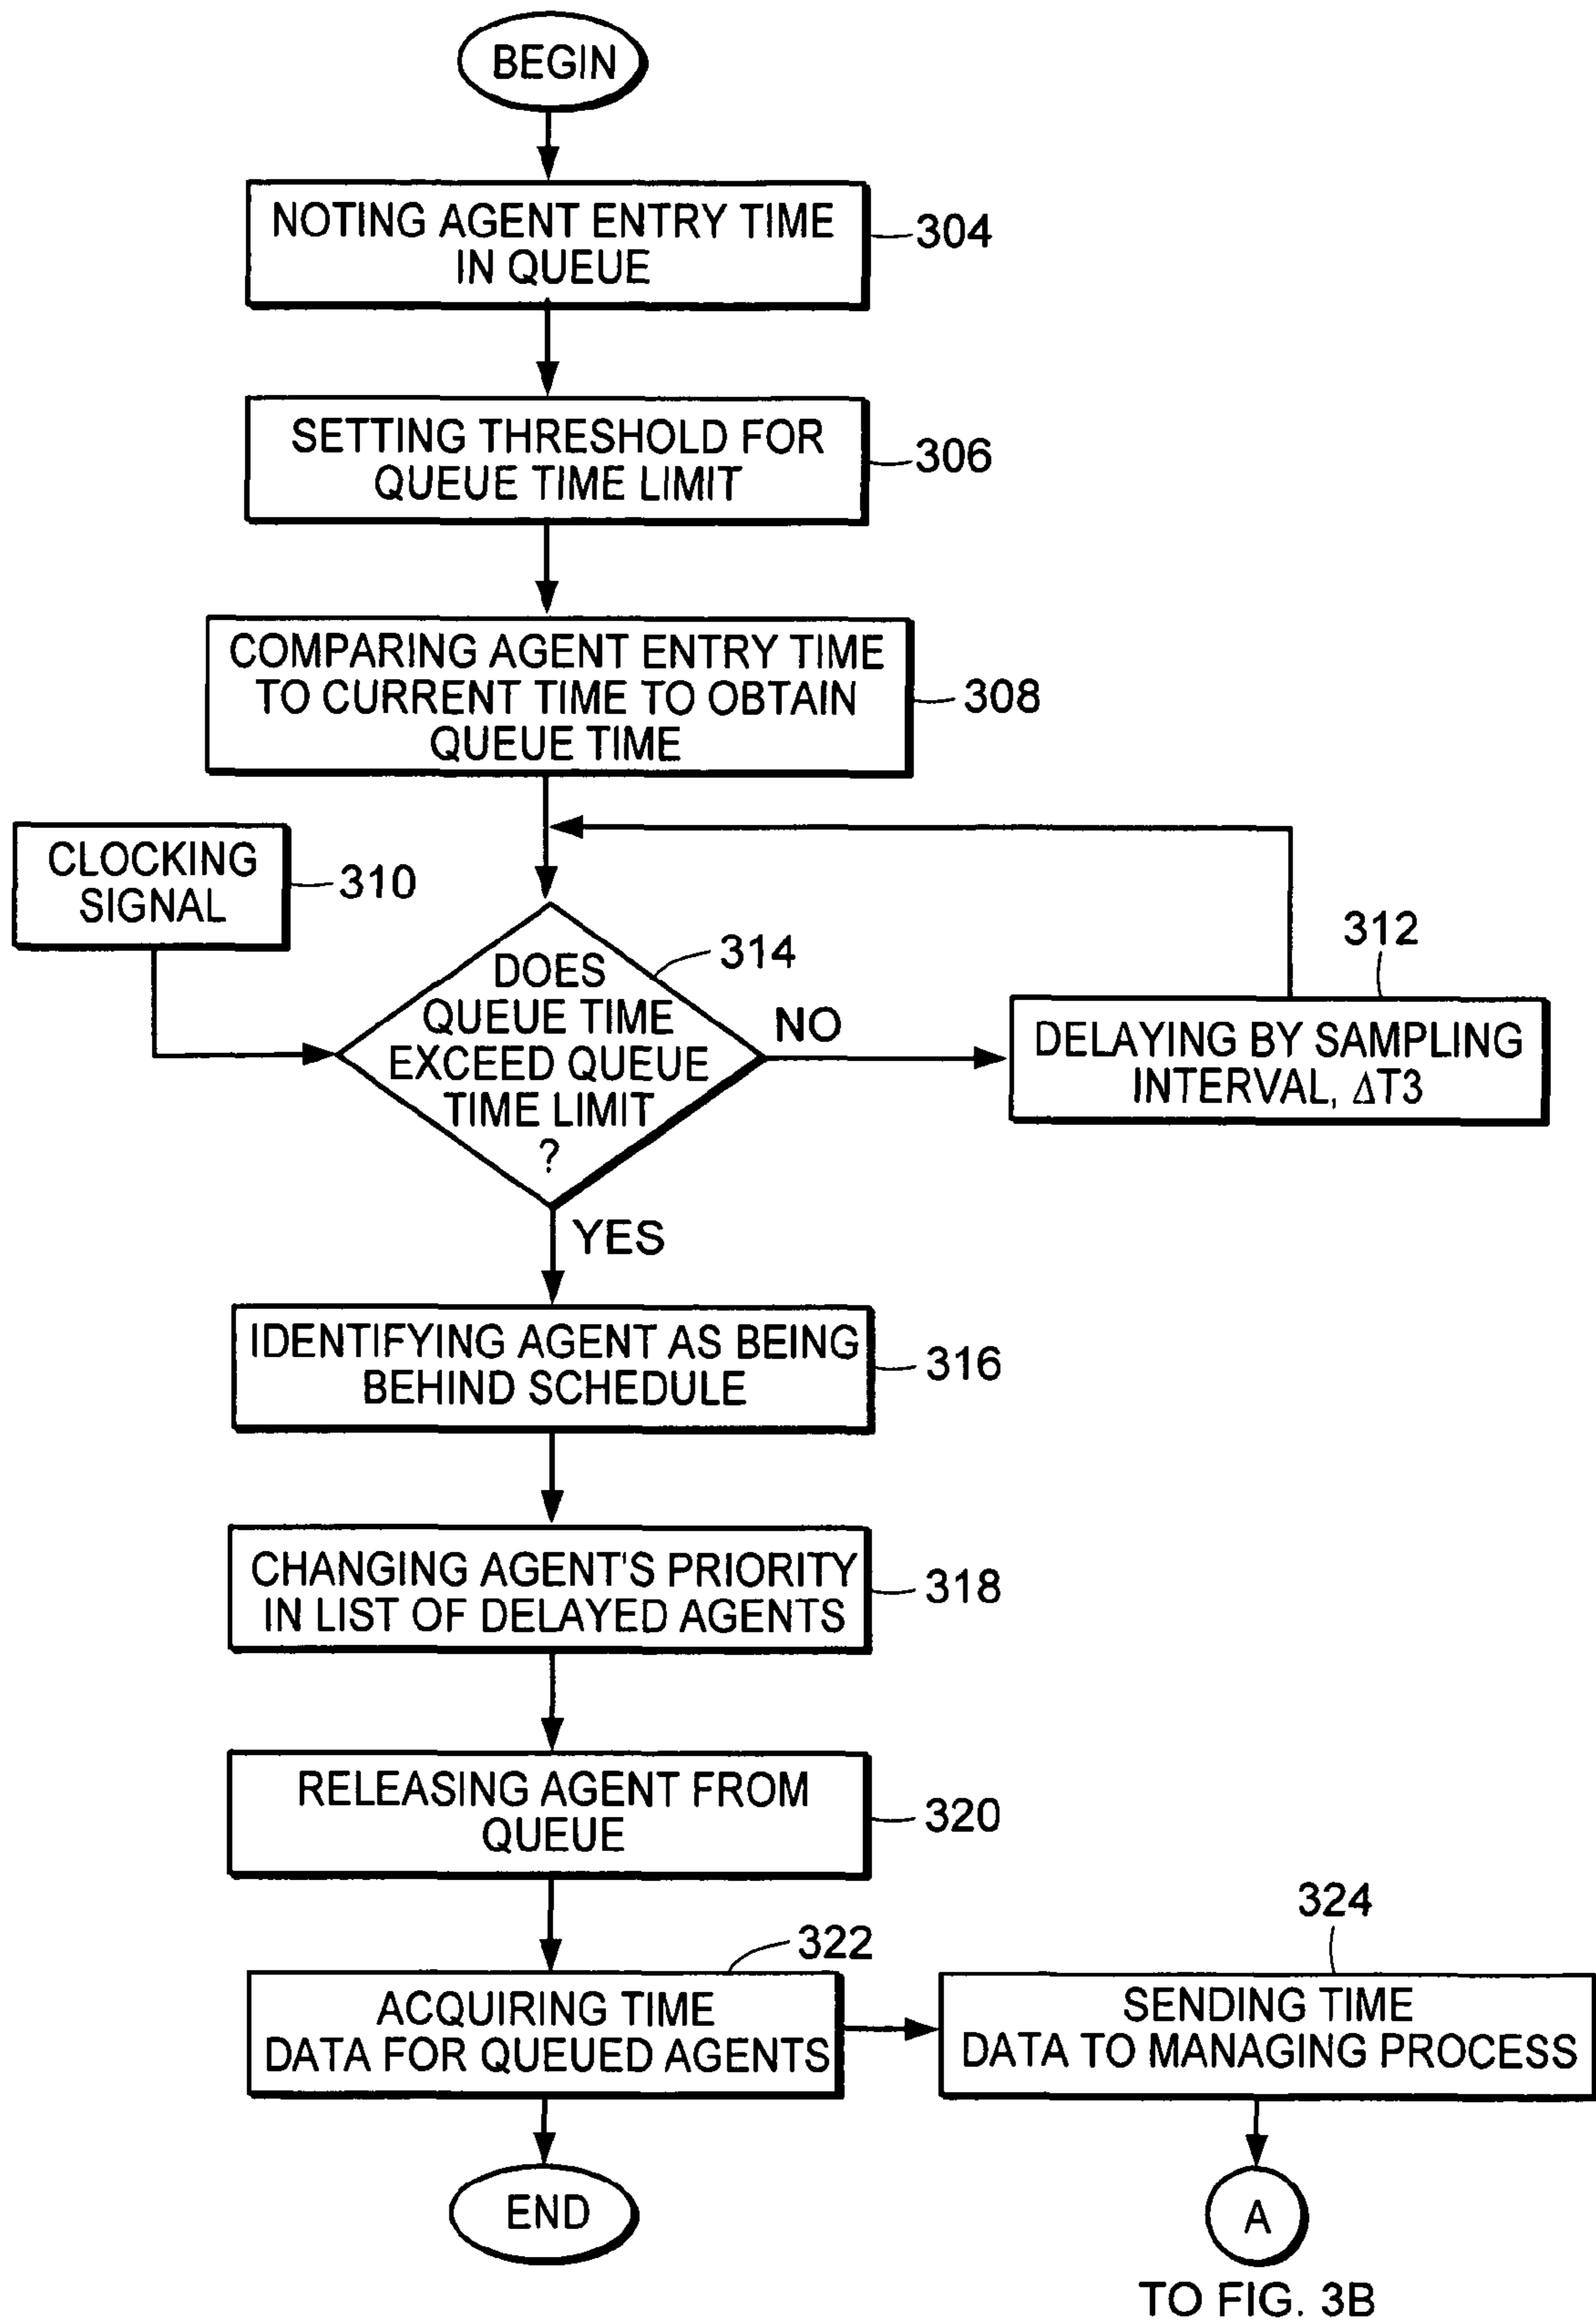 BEGIN
NOTING AGENT ENTRY TIME
IN QUEUE
304
SETTING THRESHOLD FOR
QUEUE TIME LIMIT
306
COMPARING AGENT ENTRY TIME
TO CURRENT TIME TO OBTAIN
QUEUE TIME
308
CLOCKING
SIGNAL
310
DOES
QUEUE TIME
EXCEED QUEUE
TIME LIMIT
?
314
NO
312
DELAYING BY SAMPLING
INTERVAL, ΔT3
YES
IDENTIFYING AGENT AS BEING
BEHIND SCHEDULE
316
CHANGING AGENT'S PRIORITY
IN LIST OF DELAYED AGENTS
318
RELEASING AGENT FROM
QUEUE
320
322
ACQUIRING TIME
DATA FOR QUEUED AGENTS
324
SENDING TIME
DATA TO MANAGING PROCESS
END
A
TO FIG. 3B